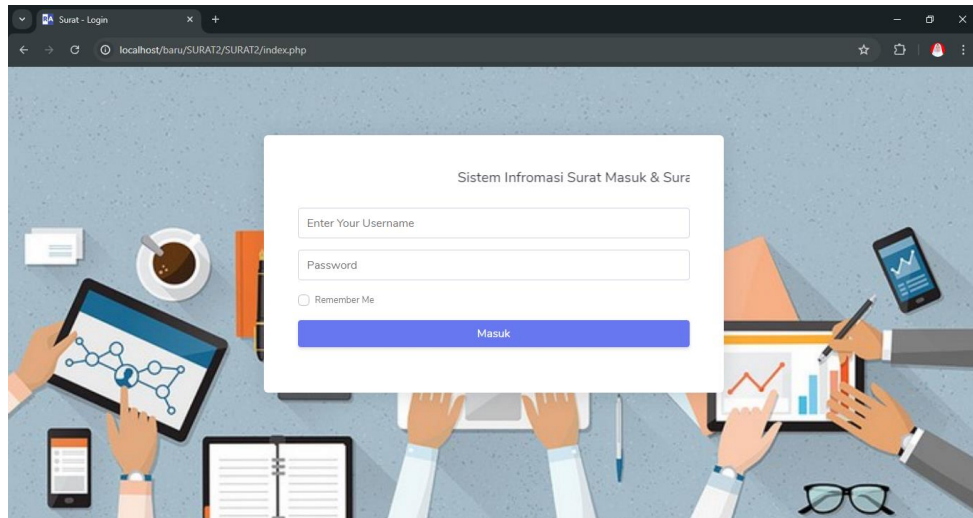 Surat - Login
localhost/baru/SURAT2/SURAT2/index.php
Sistem Infromasi Surat Masuk & Sura
Enter Your Username
Password
Remember Me
Masuk